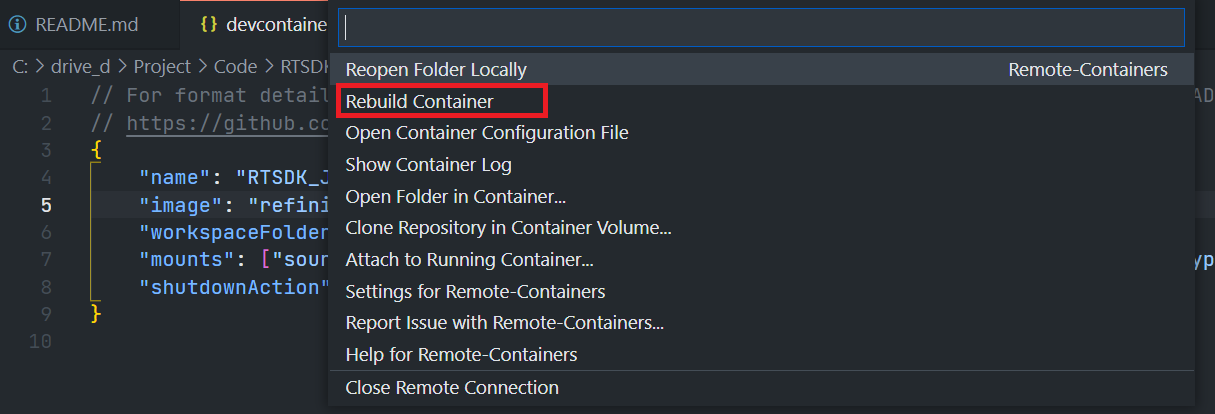 README.md
{} devcontaine
C: > drive_d > Project > Code > RTSDK
1 // For format detail
2 // https://github.co
3 {
4 "name": "RTSDK_J
5 "image": "refini
6 "workspaceFolder
7 "mounts": ["sour
8 "shutdownAction"
9 }
10
Reopen Folder Locally Remote-Containers
Rebuild Container
Open Container Configuration File
Show Container Log
Open Folder in Container...
Clone Repository in Container Volume...
Attach to Running Container...
Settings for Remote-Containers
Report Issue with Remote-Containers...
Help for Remote-Containers
Close Remote Connection
AD
yp